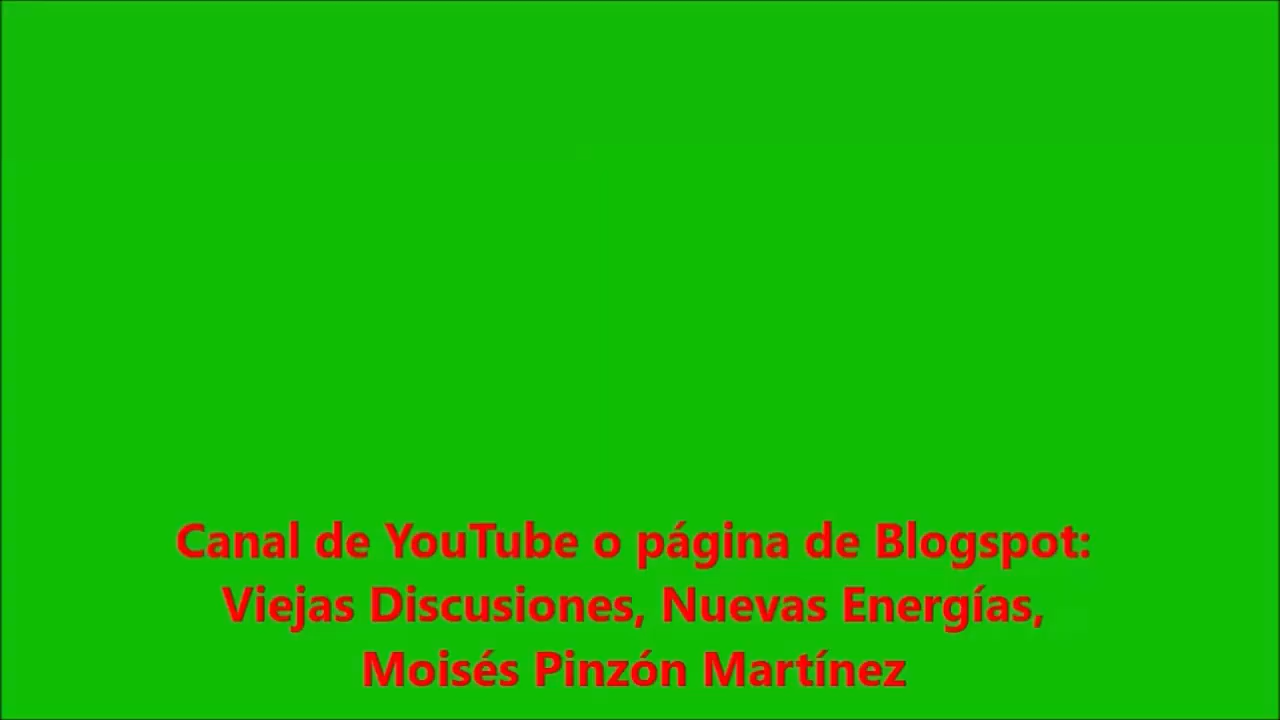 Canal de YouTube o página de Blogspot:
Viejas Discusiones, Nuevas Energías,
Moisés Pinzón Martínez